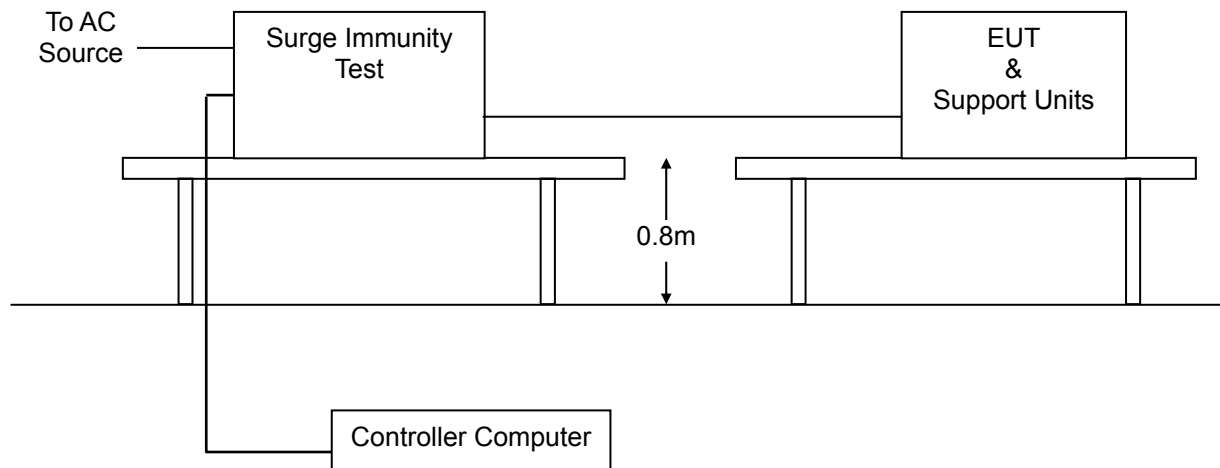 To AC
Source
Surge Immunity
Test
EUT
&
Support Units
0.8m
Controller Computer